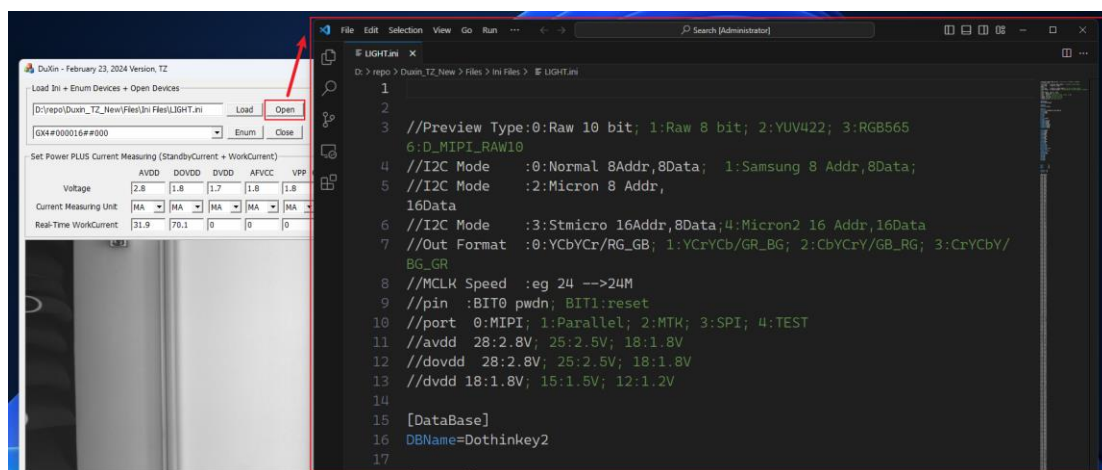 File Edit Selection View Go Run ··· Search [Administrator]
LIGHT.ini
D: > repo > Duxin_TZ_New > Files > Ini Files > LIGHT.ini
1
2
3 //Preview Type:0:Raw 10 bit; 1:Raw 8 bit; 2:YUV422; 3:RGB565
6:D_MIPI_RAW10
4 //I2C Mode :0:Normal 8Addr,8Data; 1:Samsung 8 Addr,8Data;
5 //I2C Mode :2:Micron 8 Addr,
16Data
6 //I2C Mode :3:Stmicro 16Addr,8Data;4:Micron2 16 Addr,16Data
7 //Out Format :0:YCbYCr/RG_GB; 1:YCrYCb/GR_BG; 2:CbYCrY/GB_RG; 3:CrYCbY/
BG_GR
8 //MCLK Speed :eg 24 -->24M
9 //pin :BIT0 pwdn; BIT1:reset
10 //port 0:MIPI; 1:Parallel; 2:MTK; 3:SPI; 4:TEST
11 //avdd 28:2.8V; 25:2.5V; 18:1.8V
12 //dovdd 28:2.8V; 25:2.5V; 18:1.8V
13 //dvdd 18:1.8V; 15:1.5V; 12:1.2V
14
15 [DataBase]
16 DBName=Dothinkey2
17
DuXin - February 23, 2024 Version, TZ
Load Ini + Enum Devices + Open Devices
D:\repo\Duxin_TZ_New\Files\Ini Files\LIGHT.ini Load Open
GX4#000016##000 Enum Close
Set Power PLUS Current Measuring (StandbyCurrent + WorkCurrent)
AVDD DOVDD DVDD AFVCC VPP
Voltage 2.8 1.8 1.7 1.8 1.8
Current Measuring Unit MA MA MA MA MA
Real-Time WorkCurrent 31.9 70.1 0 0 0